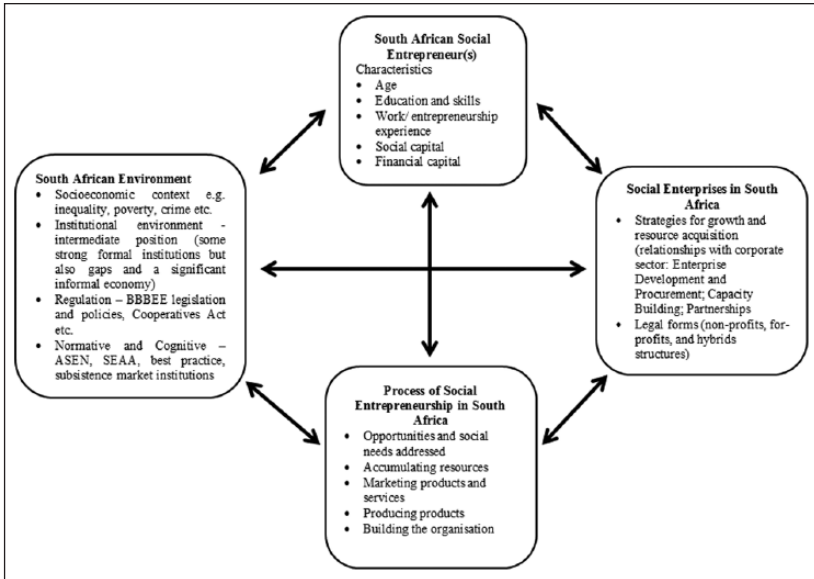 South African Social
Entrepreneur(s)
Characteristics
• Age
• Education and skills
• Work/ entrepreneurship
experience
• Social capital
• Financial capital
South African Environment
• Socioeconomic context e.g.
inequality, poverty, crime etc.
• Institutional environment -
intermediate position (some
strong formal institutions but
also gaps and a significant
informal economy)
• Regulation – BBBEE legislation
and policies, Cooperatives Act
etc.
• Normative and Cognitive –
ASEN, SEAA, best practice,
subsistence market institutions
Social Enterprises in South
Africa
• Strategies for growth and
resource acquisition
(relationships with corporate
sector: Enterprise
Development and
Procurement; Capacity
Building; Partnerships
• Legal forms (non-profits, for-
profits, and hybrids
structures)
Process of Social
Entrepreneurship in South
Africa
• Opportunities and social
needs addressed
• Accumulating resources
• Marketing products and
services
• Producing products
• Building the organisation